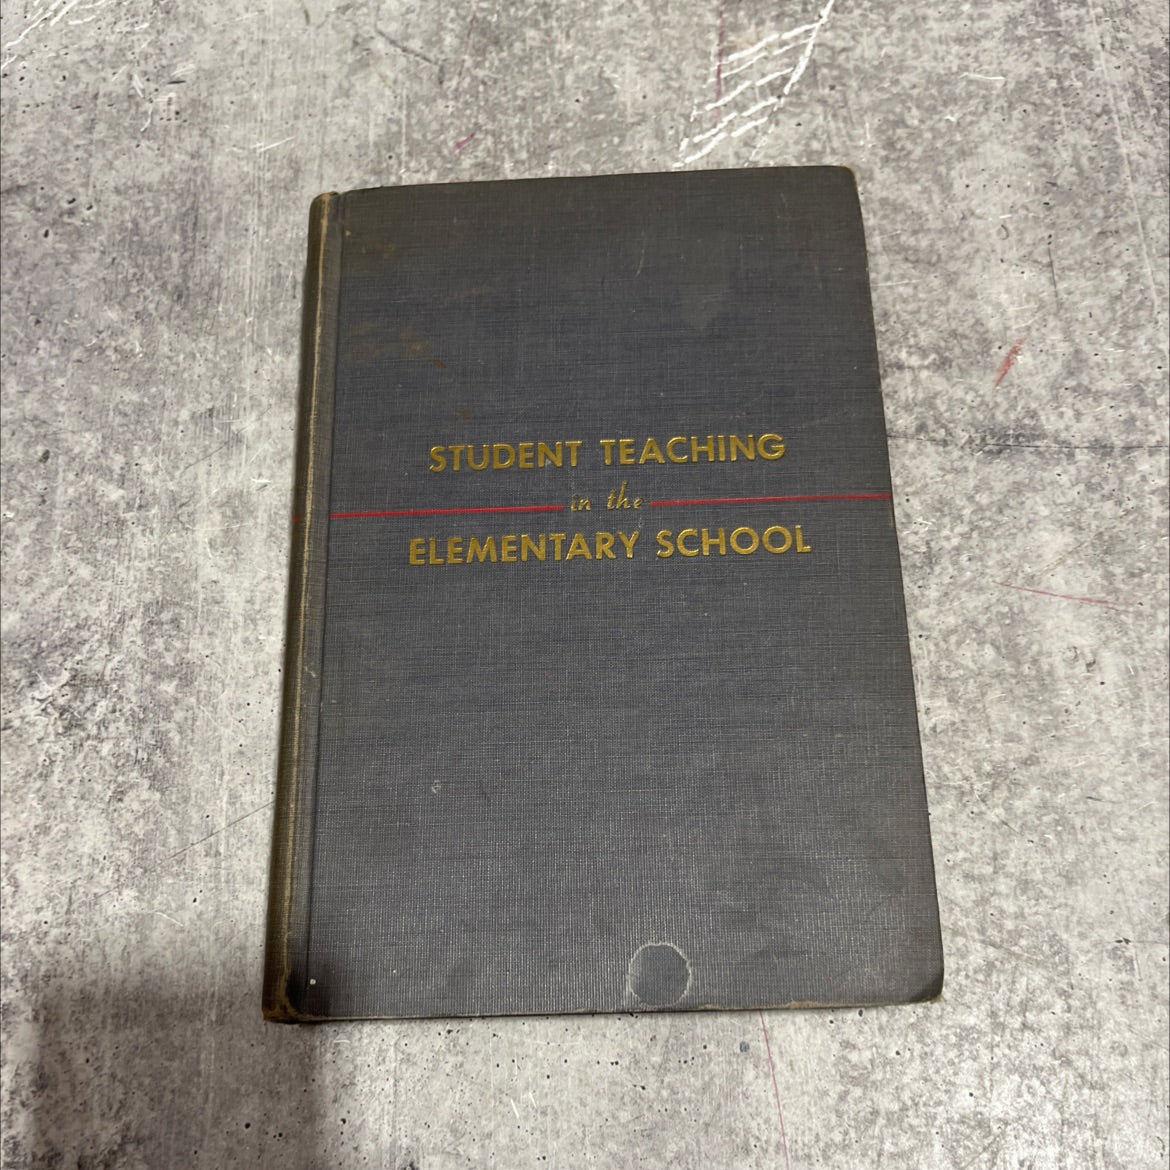 STUDENT TEACHING
in the
ELEMENTARY SCHOOL